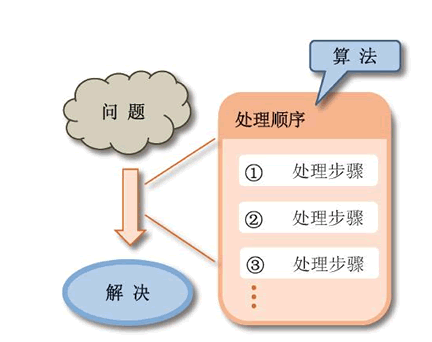 算法
问题
处理顺序
① 处理步骤
② 处理步骤
③ 处理步骤
解决